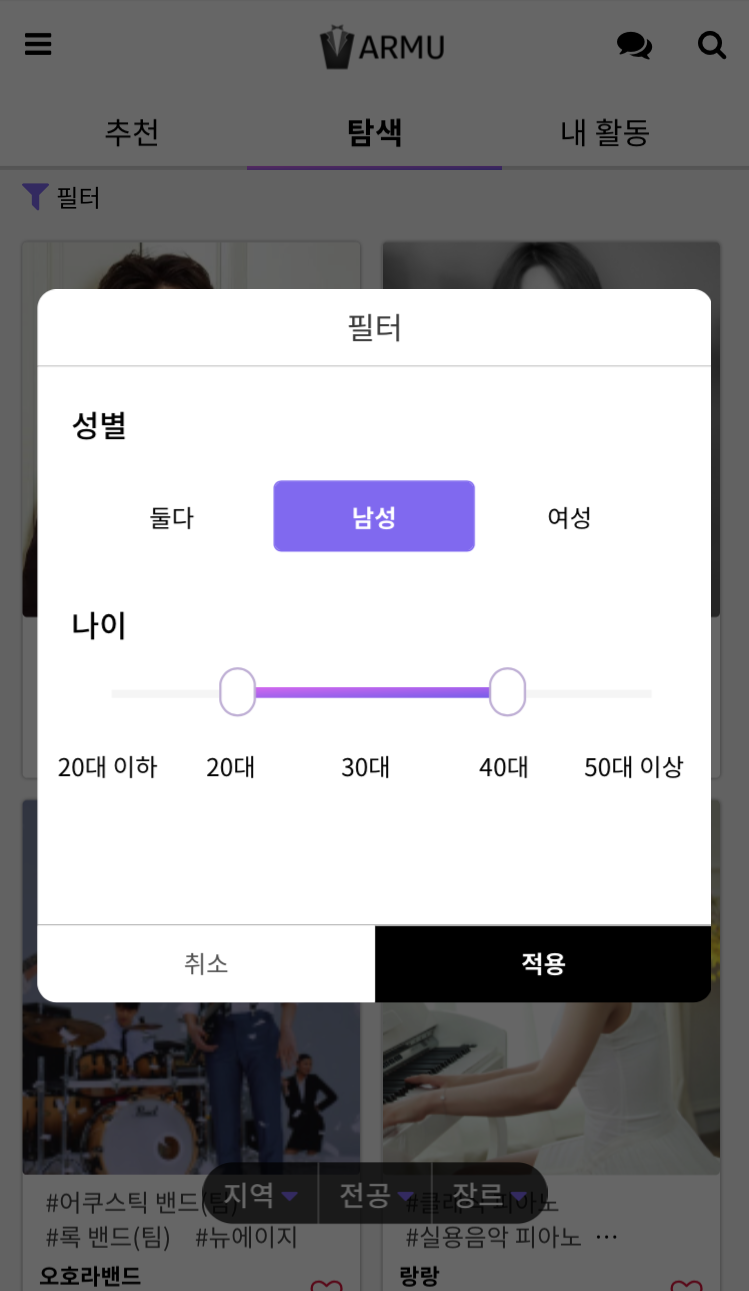 ARMU
추천 탐색 내 활동
필터
필터
성별
둘다 남성 여성
나이
20대 이하 20대 30대 40대 50대 이상
취소 적용
지역 전공 장르
#어쿠스틱 밴드(팀)
#록 밴드(팀) #뉴에이지
오호라밴드
#클래식 피아노
#실용음악 피아노 ···
랑랑